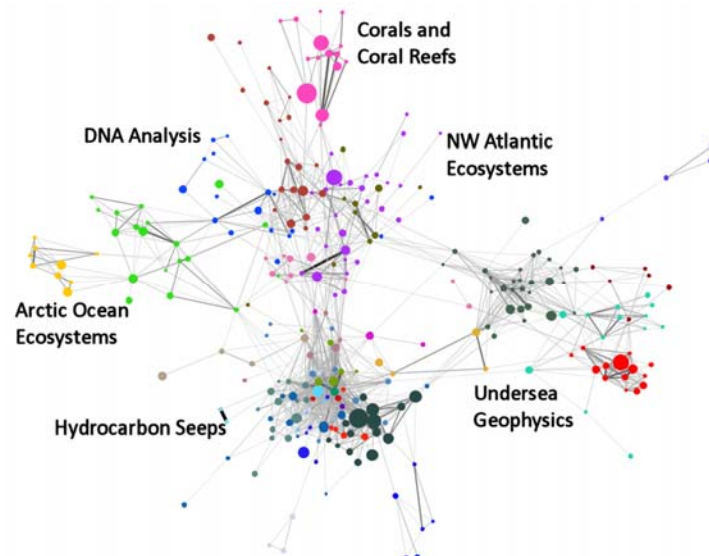 Corals and
Coral Reefs
DNA Analysis
NW Atlantic
Ecosystems
Arctic Ocean
Ecosystems
Undersea
Geophysics
Hydrocarbon Seeps